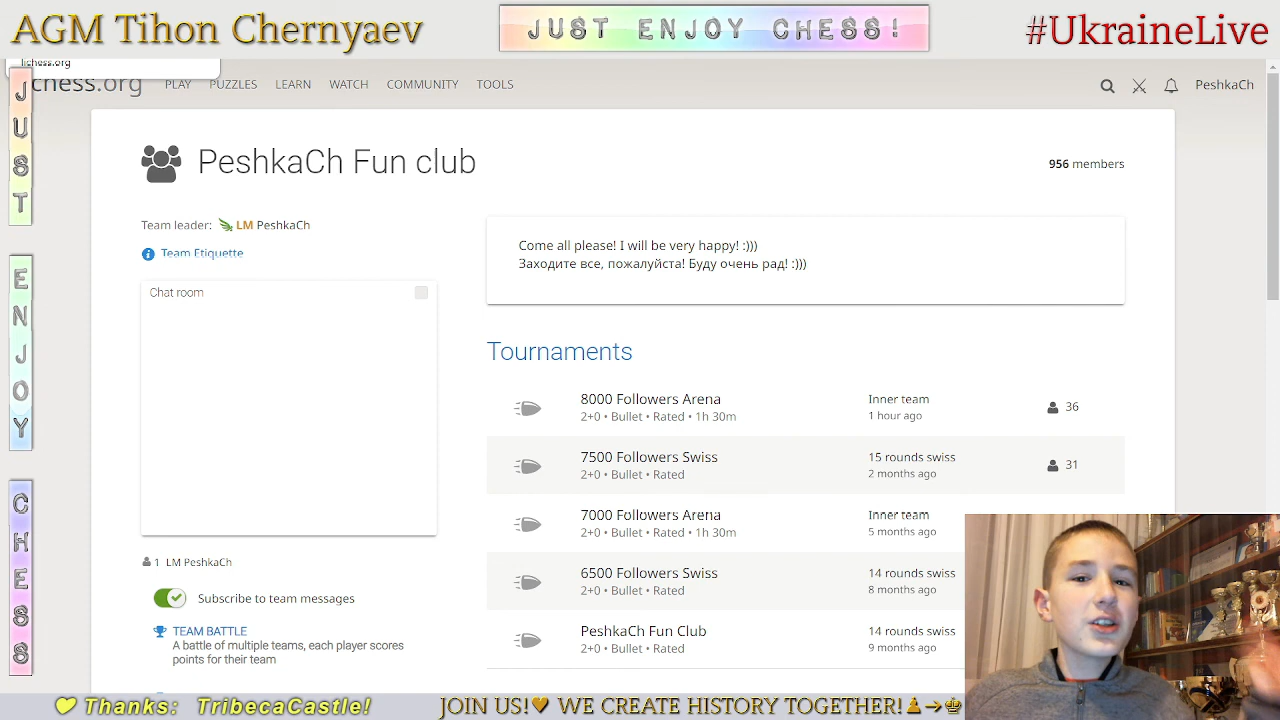 AGM Tihon Chernyaev
JUST ENJOY CHESS!
#UkraineLive
lichess.org
lichess.org
PLAY
PUZZLES
LEARN
WATCH
COMMUNITY
TOOLS
PeshkaCh
JUST
ENJOY
CHESS
PeshkaCh Fun club
956 members
Team leader: LM PeshkaCh
Team Etiquette
Come all please! I will be very happy! :)))
Заходите все, пожалуйста! Буду очень рад! :)))
Chat room
Tournaments
8000 Followers Arena
2+0 • Bullet • Rated • 1h 30m
Inner team
1 hour ago
36
7500 Followers Swiss
2+0 • Bullet • Rated
15 rounds swiss
2 months ago
31
7000 Followers Arena
2+0 • Bullet • Rated • 1h 30m
Inner team
5 months ago
6500 Followers Swiss
2+0 • Bullet • Rated
14 rounds swiss
8 months ago
PeshkaCh Fun Club
2+0 • Bullet • Rated
14 rounds swiss
9 months ago
1 LM PeshkaCh
Subscribe to team messages
TEAM BATTLE
A battle of multiple teams, each player scores
points for their team
Thanks: TribecaCastle!
JOIN US! WE CREATE HISTORY TOGETHER!